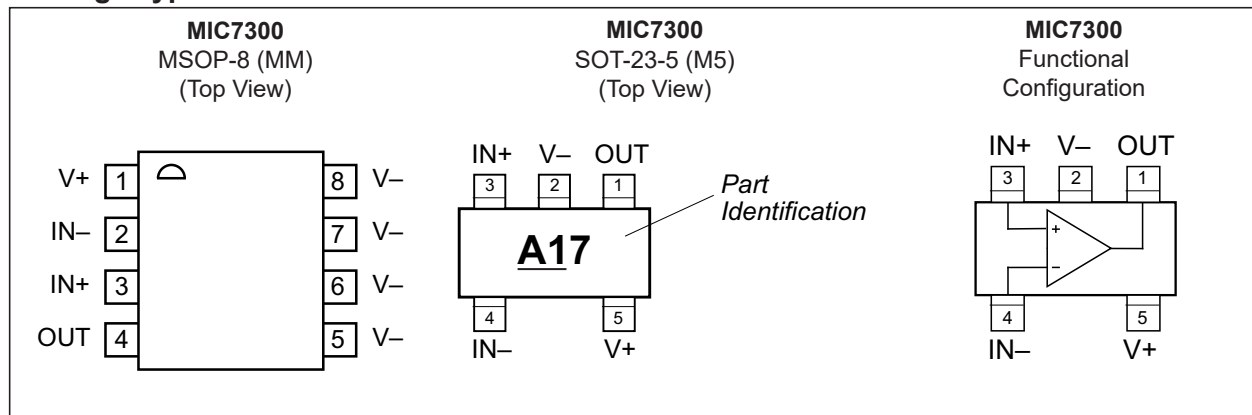 MIC7300
MSOP-8 (MM)
(Top View)
V+ 1
IN– 2
IN+ 3
OUT 4
8 V–
7 V–
6 V–
5 V–
MIC7300
SOT-23-5 (M5)
(Top View)
IN+ V– OUT
3 2 1
Part
Identification
A17
4 5
IN– V+
MIC7300
Functional
Configuration
IN+ V– OUT
3 2 1
+
–
4 5
IN– V+